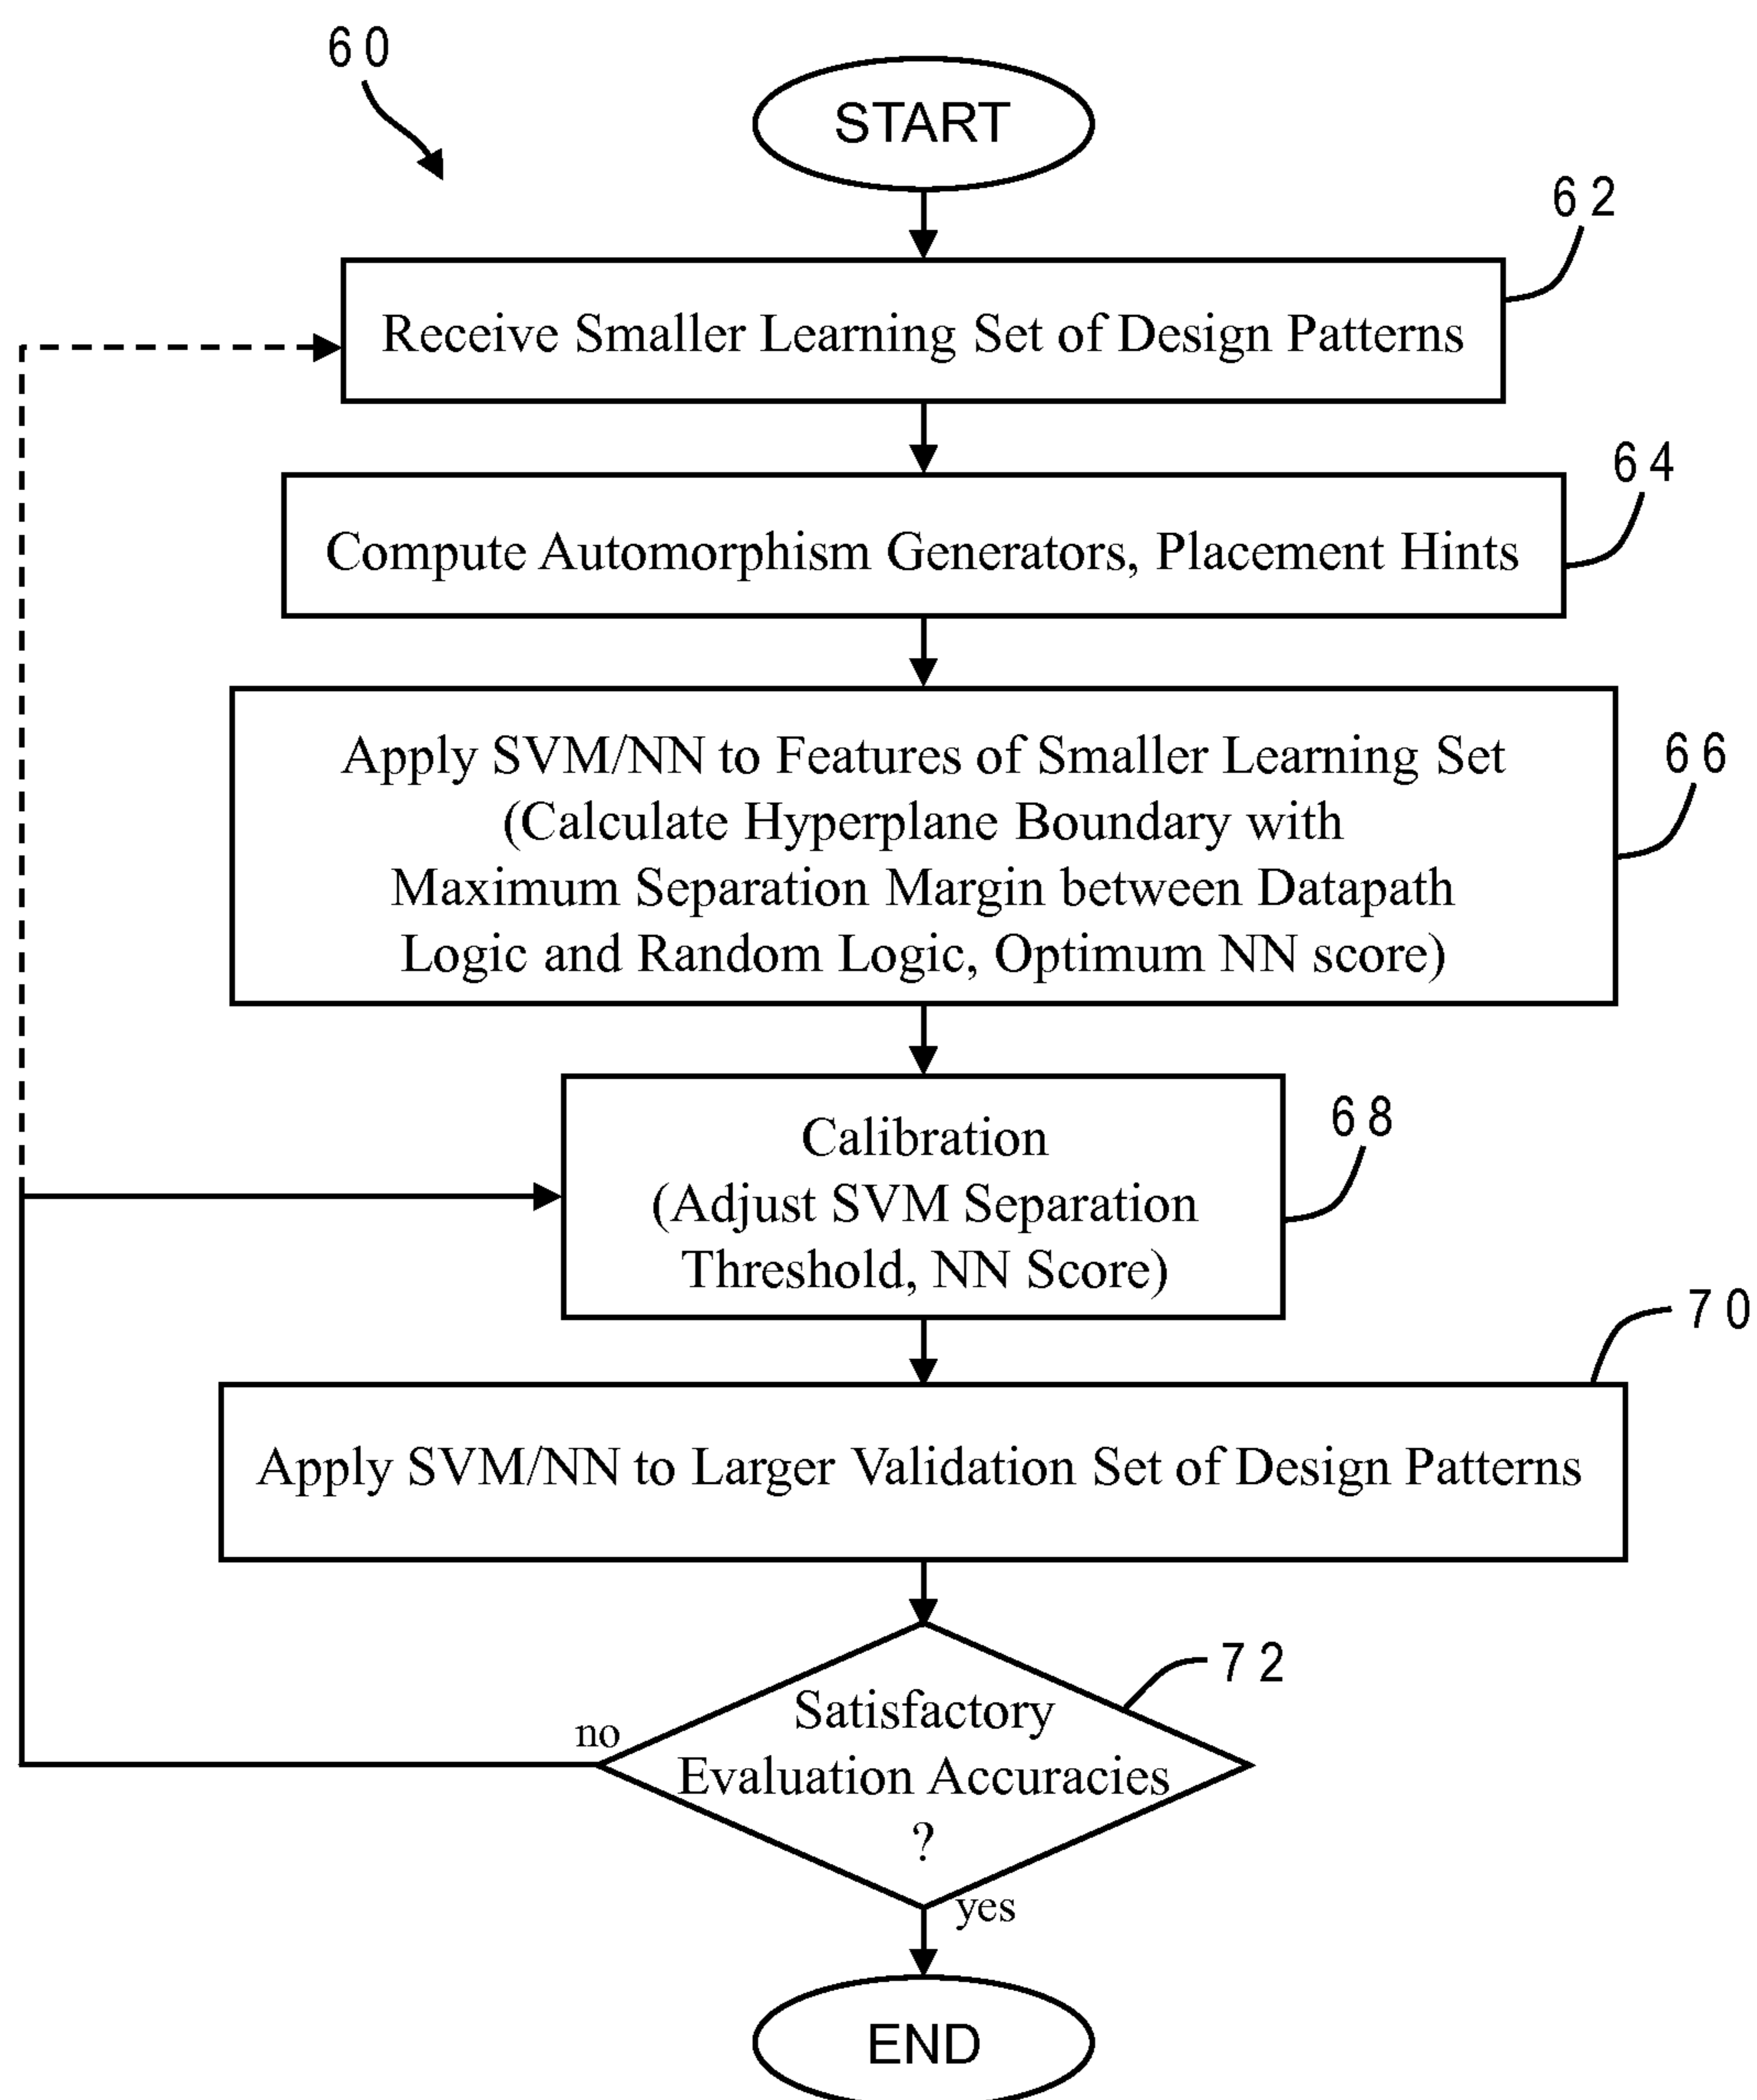 60
START
62
Receive Smaller Learning Set of Design Patterns
64
Compute Automorphism Generators, Placement Hints
66
Apply SVM/NN to Features of Smaller Learning Set
(Calculate Hyperplane Boundary with
Maximum Separation Margin between Datapath
Logic and Random Logic, Optimum NN score)
68
Calibration
(Adjust SVM Separation
Threshold, NN Score)
70
Apply SVM/NN to Larger Validation Set of Design Patterns
72
Satisfactory
Evaluation Accuracies
?
no
yes
END